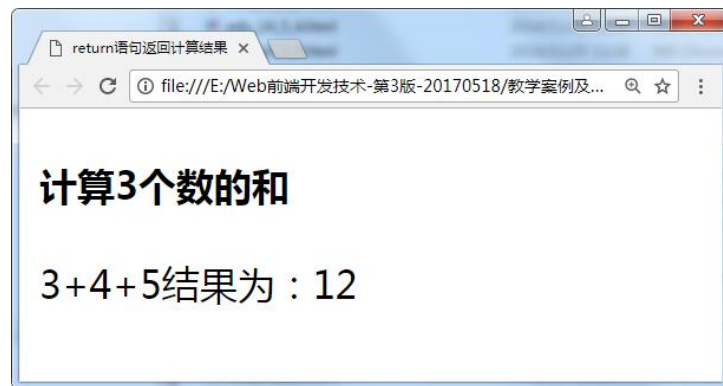 return语句返回计算结果
file:///E:/Web前端开发技术-第3版-20170518/教学案例及...
计算3个数的和
3+4+5结果为：12